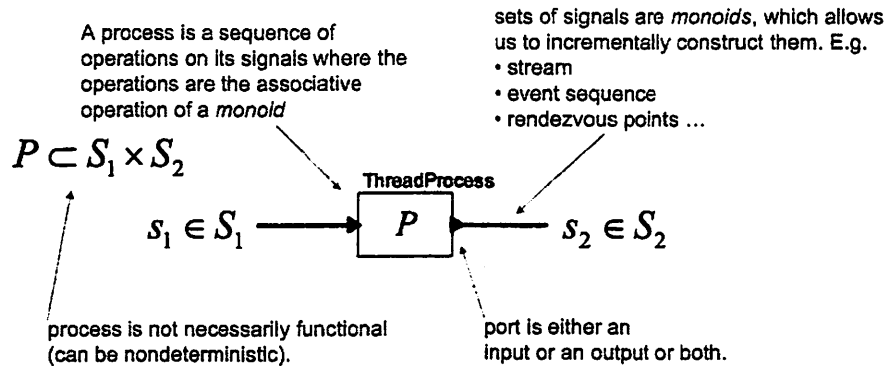 A process is a sequence of
operations on its signals where the
operations are the associative
operation of a monoid
sets of signals are monoids, which allows
us to incrementally construct them. E.g.
• stream
• event sequence
• rendezvous points ...
P ⊂ S₁ × S₂
ThreadProcess
s₁ ∈ S₁
P
s₂ ∈ S₂
process is not necessarily functional
(can be nondeterministic).
port is either an
input or an output or both.